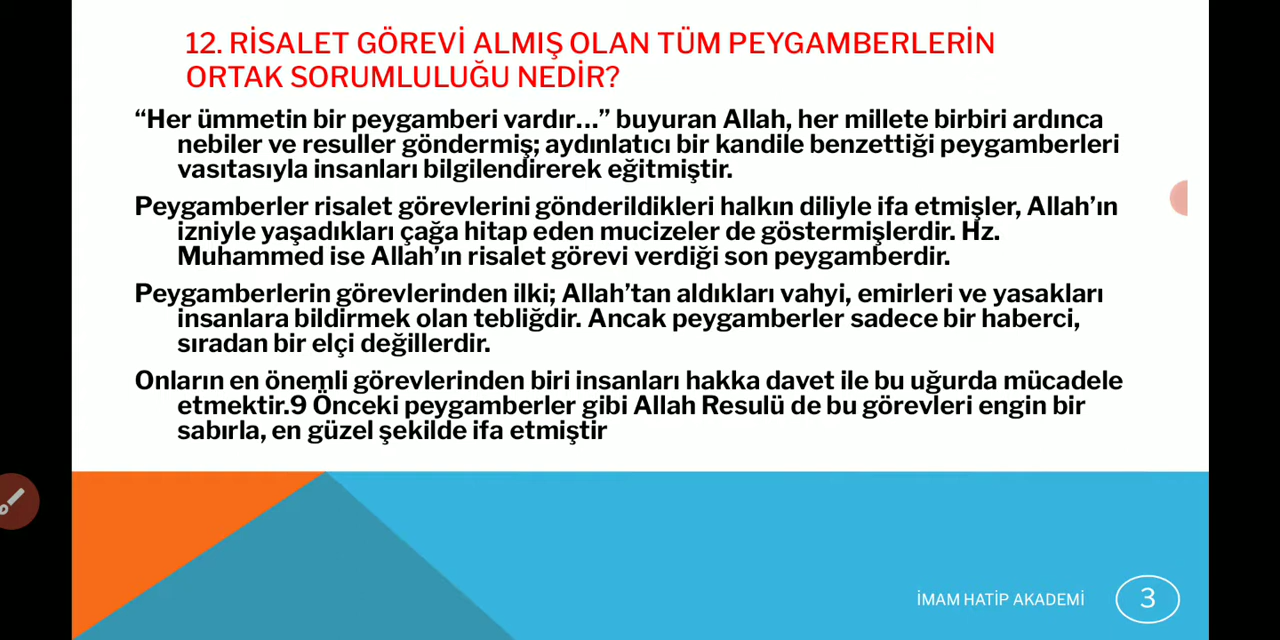 12. RİSALET GÖREVİ ALMIŞ OLAN TÜM PEYGAMBERLERİN
ORTAK SORUMLULUĞU NEDİR?
“Her ümmetin bir peygamberi vardır…” buyuran Allah, her millete birbiri ardınca
nebiler ve resuller göndermiş; aydınlatıcı bir kandile benzettiği peygamberleri
vasıtasıyla insanları bilgilendirerek eğitmiştir.
Peygamberler risalet görevlerini gönderildikleri halkın diliyle ifa etmişler, Allah’ın
izniyle yaşadıkları çağa hitap eden mucizeler de göstermişlerdir. Hz.
Muhammed ise Allah’ın risalet görevi verdiği son peygamberdir.
Peygamberlerin görevlerinden ilki; Allah’tan aldıkları vahyi, emirleri ve yasakları
insanlara bildirmek olan tebliğdir. Ancak peygamberler sadece bir haberci,
sıradan bir elçi değillerdir.
Onların en önemli görevlerinden biri insanları hakka davet ile bu uğurda mücadele
etmektir.9 Önceki peygamberler gibi Allah Resulü de bu görevleri engin bir
sabırla, en güzel şekilde ifa etmiştir
İMAM HATİP AKADEMİ
3